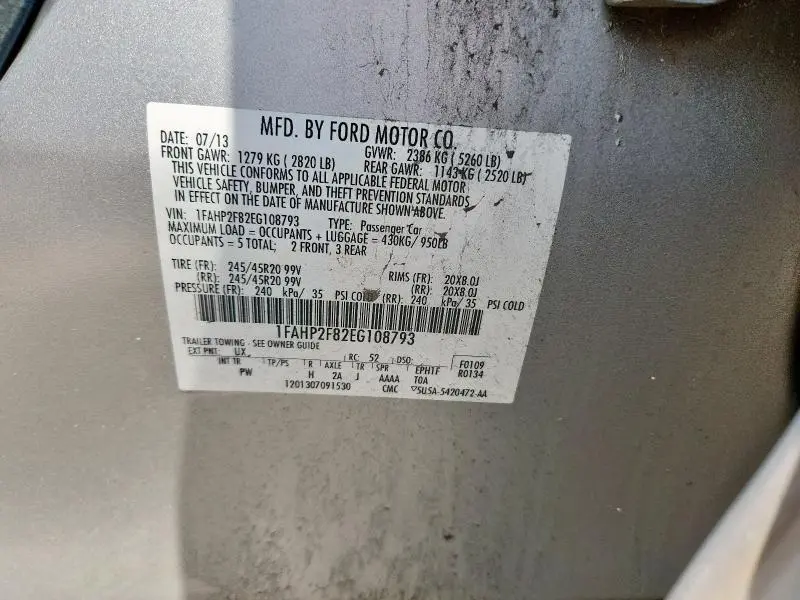 MFD. BY FORD MOTOR CO.
DATE: 07/13 GVWR: 2386 KG ( 5260 LB)
FRONT GAWR: 1279 KG ( 2820 LB) REAR GAWR: 1143 KG ( 2520 LB)
THIS VEHICLE CONFORMS TO ALL APPLICABLE FEDERAL MOTOR
VEHICLE SAFETY, BUMPER, AND THEFT PREVENTION STANDARDS
IN EFFECT ON THE DATE OF MANUFACTURE SHOWN ABOVE.
VIN: 1FAHP2F82EG108793 TYPE: Passenger Car
MAXIMUM LOAD = OCCUPANTS + LUGGAGE = 430KG/ 950LB
OCCUPANTS = 5 TOTAL; 2 FRONT, 3 REAR
TIRE (FR): 245/45R20 99V RIMS (FR): 20X8.0J
(RR): 245/45R20 99V (RR): 20X8.0J
PRESSURE (FR): 240 kPa/ 35 PSI COLD (RR): 240 kPa/ 35 PSI COLD
1FAHP2F82EG108793
TRAILER TOWING - SEE OWNER GUIDE
EXT PNT: UX RC: 52 DSO: F0109
INT TR TP/PS R AXLE TR SPR EPHTF R0134
PW H 2A J AAAA T0A
1201307091530 CMC 5U5A-5420472-AA